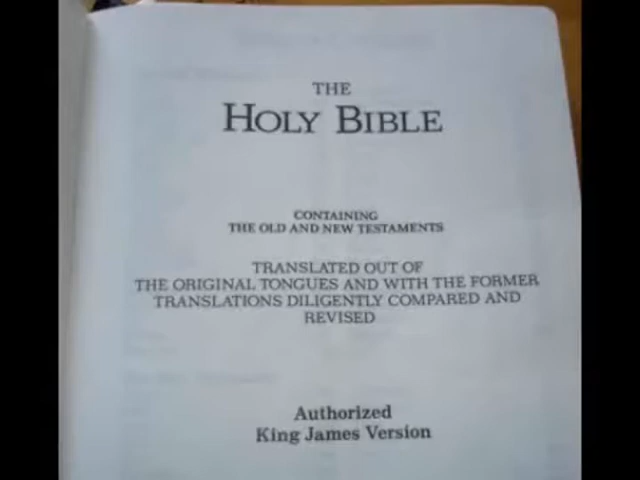 THE
HOLY BIBLE
CONTAINING
THE OLD AND NEW TESTAMENTS
TRANSLATED OUT OF
THE ORIGINAL TONGUES AND WITH THE FORMER
TRANSLATIONS DILIGENTLY COMPARED AND
REVISED
Authorized
King James Version